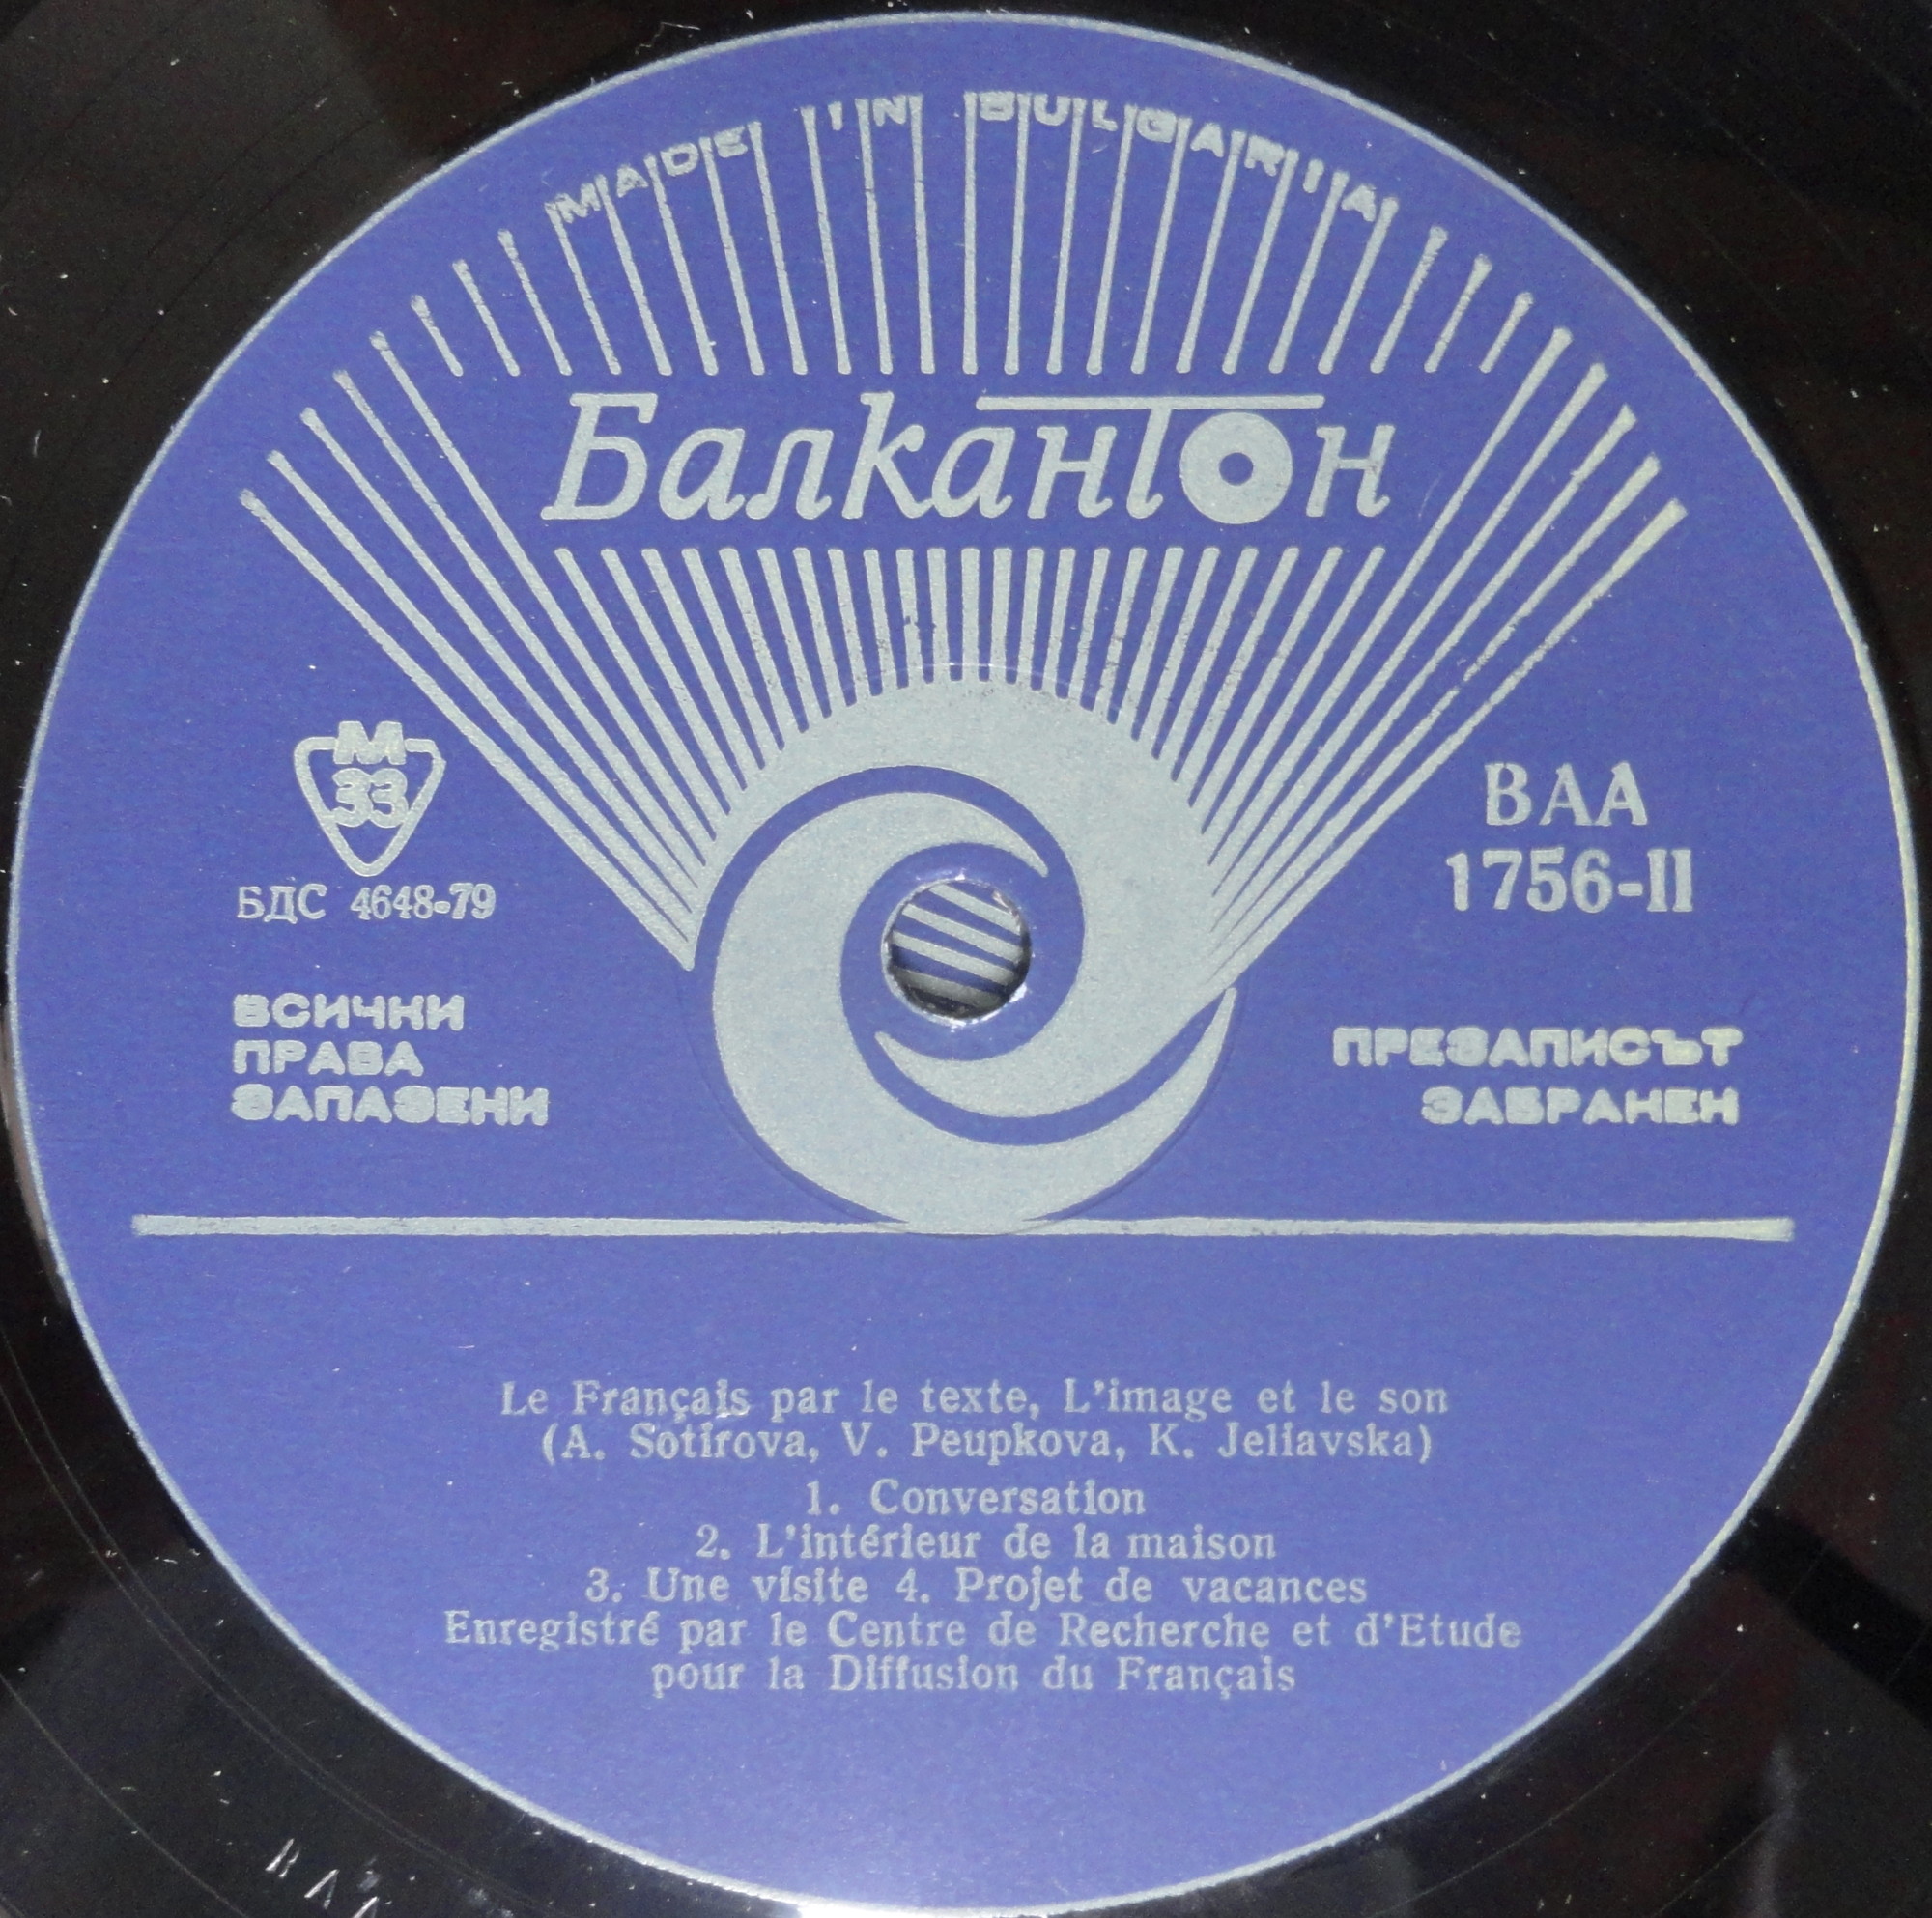 MADE IN BULGARIA
Балкантон
М
33
БДС 4648-79
ВАА
1756-II
ВСИЧКИ
ПРАВА
ЗАПАЗЕНИ
ПРЕЗАПИСЪТ
ЗАБРАНЕН
Le Français par le texte, L'image et le son
(A. Sotirova, V. Peupkova, K. Jeliavska)
1. Conversation
2. L'intérieur de la maison
3. Une visite 4. Projet de vacances
Enregistré par le Centre de Recherche et d'Etude
pour la Diffusion du Français
ВАА